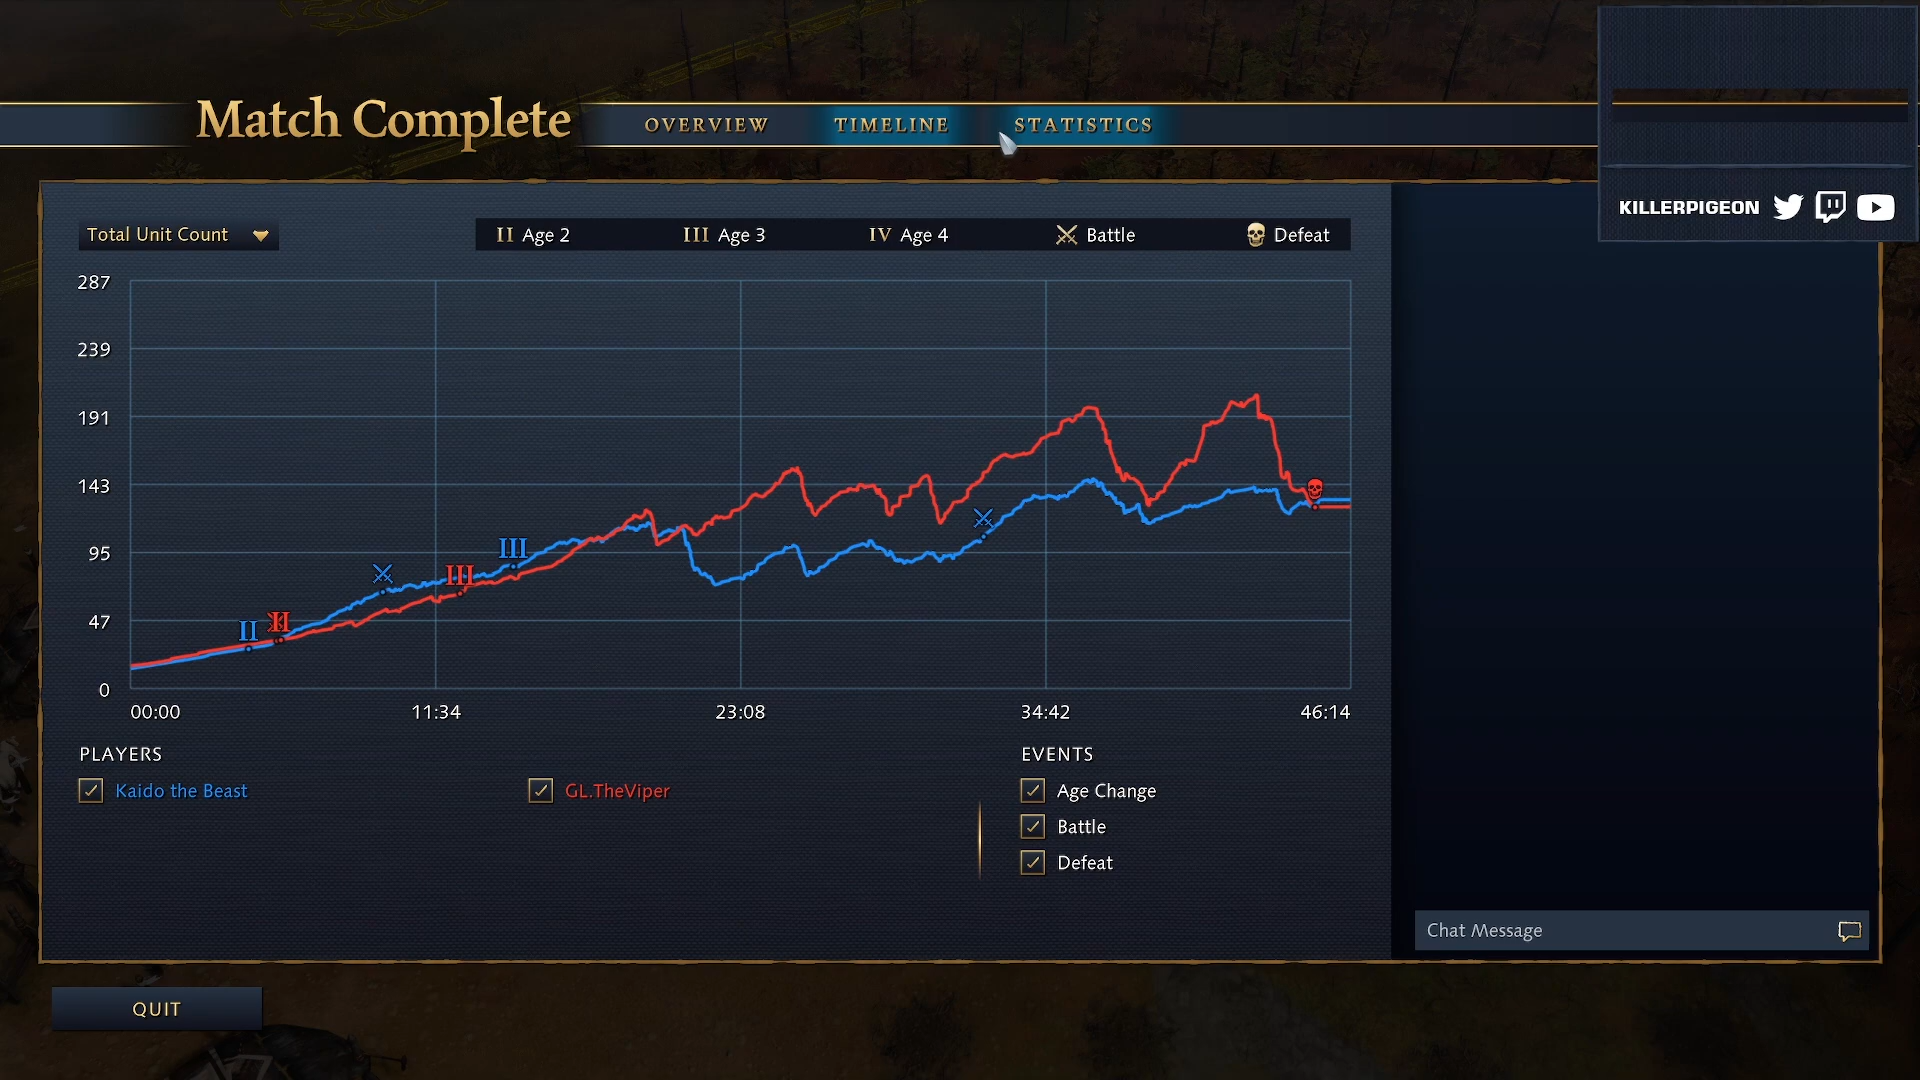 Match Complete
OVERVIEW
TIMELINE
STATISTICS
KILLERPIGEON
Total Unit Count
II Age 2
III Age 3
IV Age 4
Battle
Defeat
287
239
191
143
95
47
0
III
III
II
II
00:00
11:34
23:08
34:42
46:14
PLAYERS
EVENTS
Kaido the Beast
GL.TheViper
Age Change
Battle
Defeat
Chat Message
QUIT